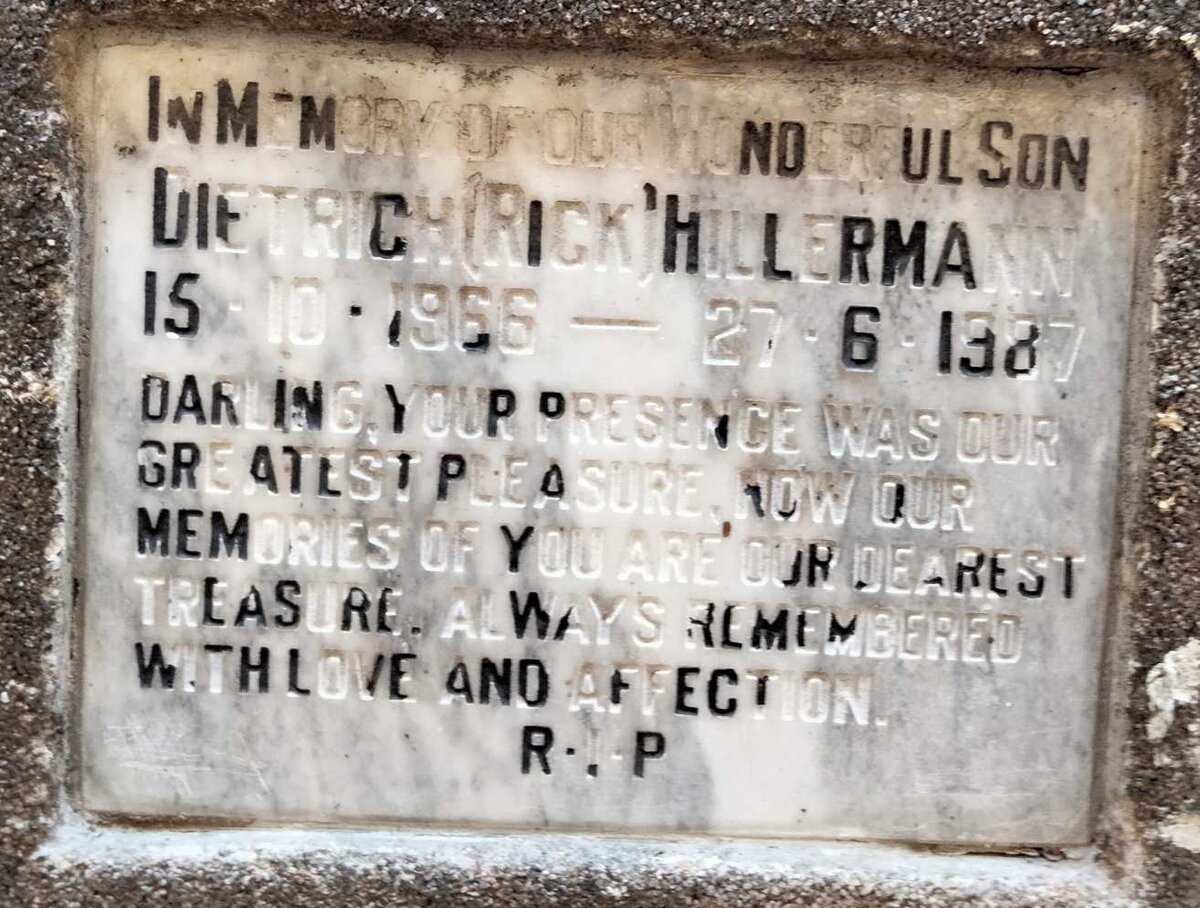 IN MEMORY OF OUR WONDERFUL SON
DIETRICH (RICK) HILLERMANN
15 · 10 · 1966 — 27 · 6 · 1987
DARLING, YOUR PRESENCE WAS OUR
GREATEST PLEASURE, NOW OUR
MEMORIES OF YOU ARE OUR DEAREST
TREASURE. ALWAYS REMEMBERED
WITH LOVE AND AFFECTION.
R · I · P